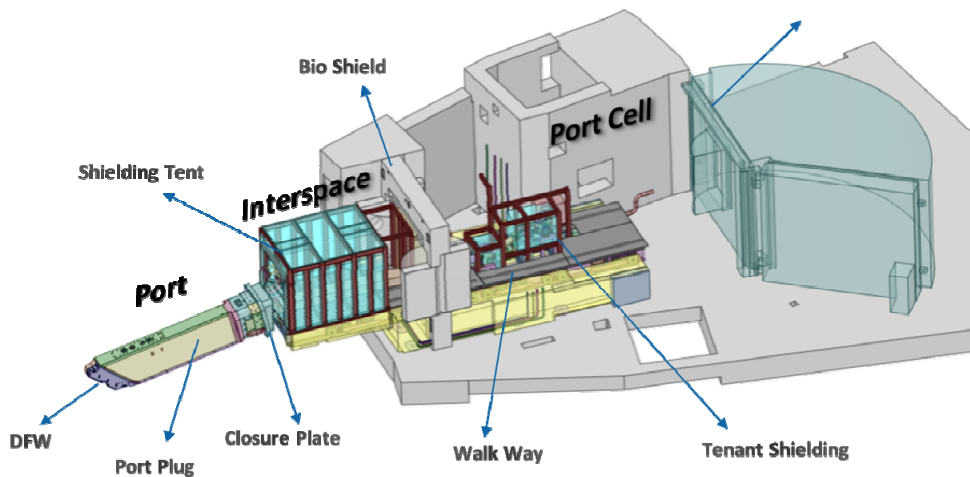 Bio Shield
Port Cell
Shielding Tent
Interspace
Port
DFW
Port Plug
Closure Plate
Walk Way
Tenant Shielding